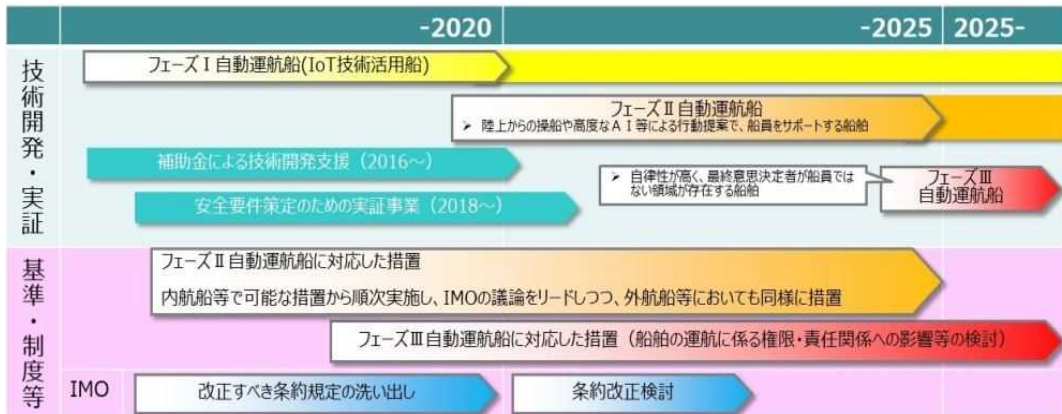 -2020
-2025
2025-
技術開発・実証
フェーズⅠ自動運航船(IoT技術活用船)
フェーズⅡ自動運航船
➤ 陸上からの操船や高度なＡＩ等による行動提案で、船員をサポートする船舶
補助金による技術開発支援（2016～）
➤ 自律性が高く、最終意思決定者が船員では
ない領域が存在する船舶
フェーズⅢ
自動運航船
安全要件策定のための実証事業（2018～）
基準・制度等
フェーズⅡ自動運航船に対応した措置
内航船等で可能な措置から順次実施し、IMOの議論をリードしつつ、外航船等においても同様に措置
フェーズⅢ自動運航船に対応した措置（船舶の運航に係る権限・責任関係への影響等の検討）
IMO
改正すべき条約規定の洗い出し
条約改正検討